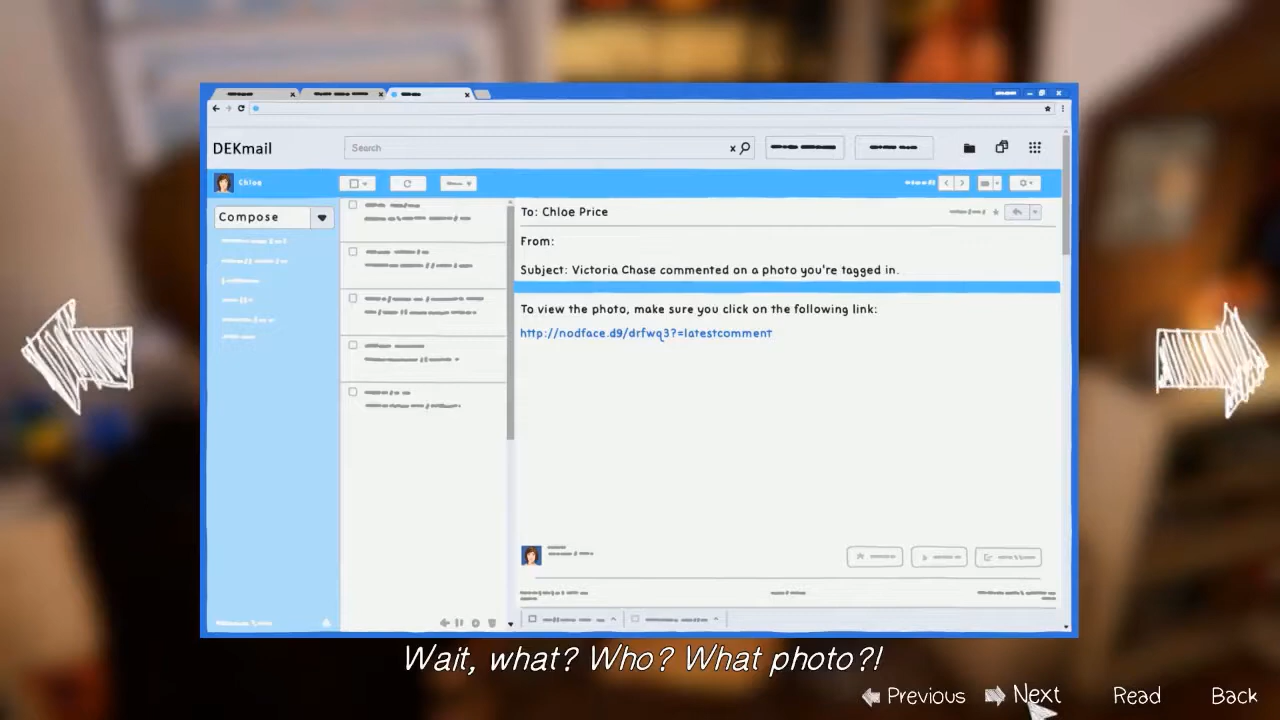 DEKmail
Search
Chloe
Compose
To: Chloe Price
From:
Subject: Victoria Chase commented on a photo you're tagged in.
To view the photo, make sure you click on the following link:
http://nodface.d9/drfwq3?=latestcomment
Wait, what? Who? What photo?!
Previous
Next
Read
Back